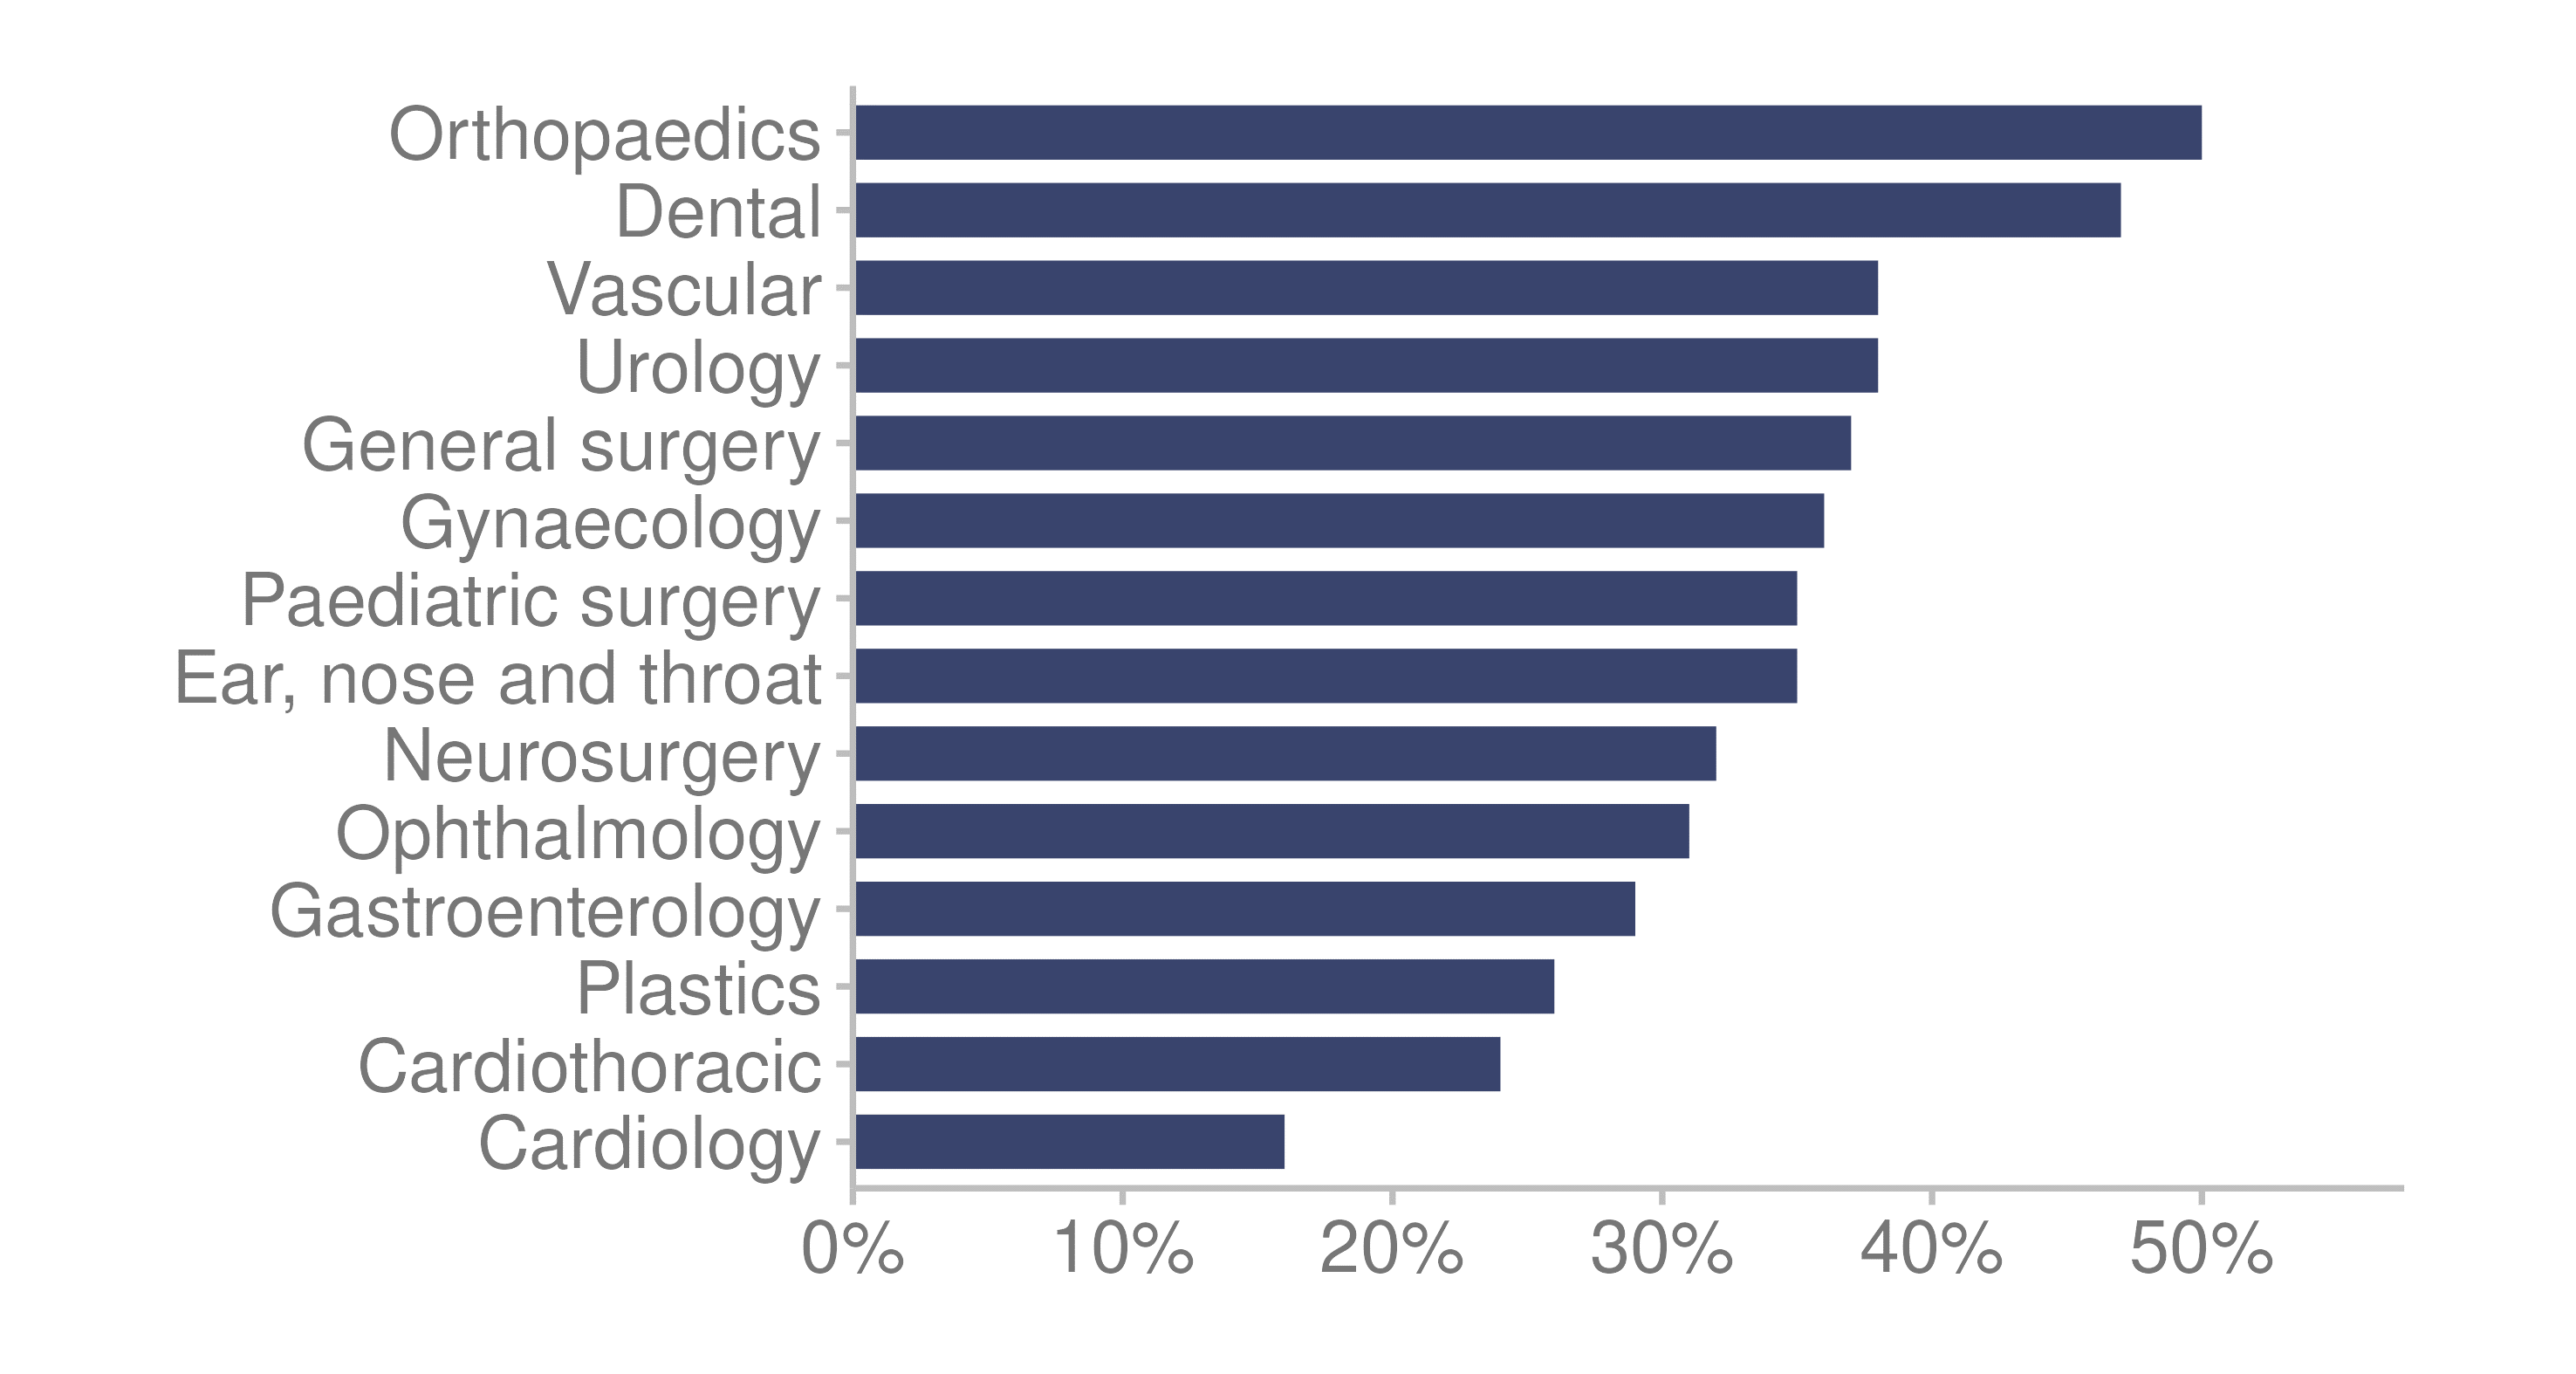 Orthopaedics
Dental
Vascular
Urology
General surgery
Gynaecology
Paediatric surgery
Ear, nose and throat
Neurosurgery
Ophthalmology
Gastroenterology
Plastics
Cardiothoracic
Cardiology
0% 10% 20% 30% 40% 50%